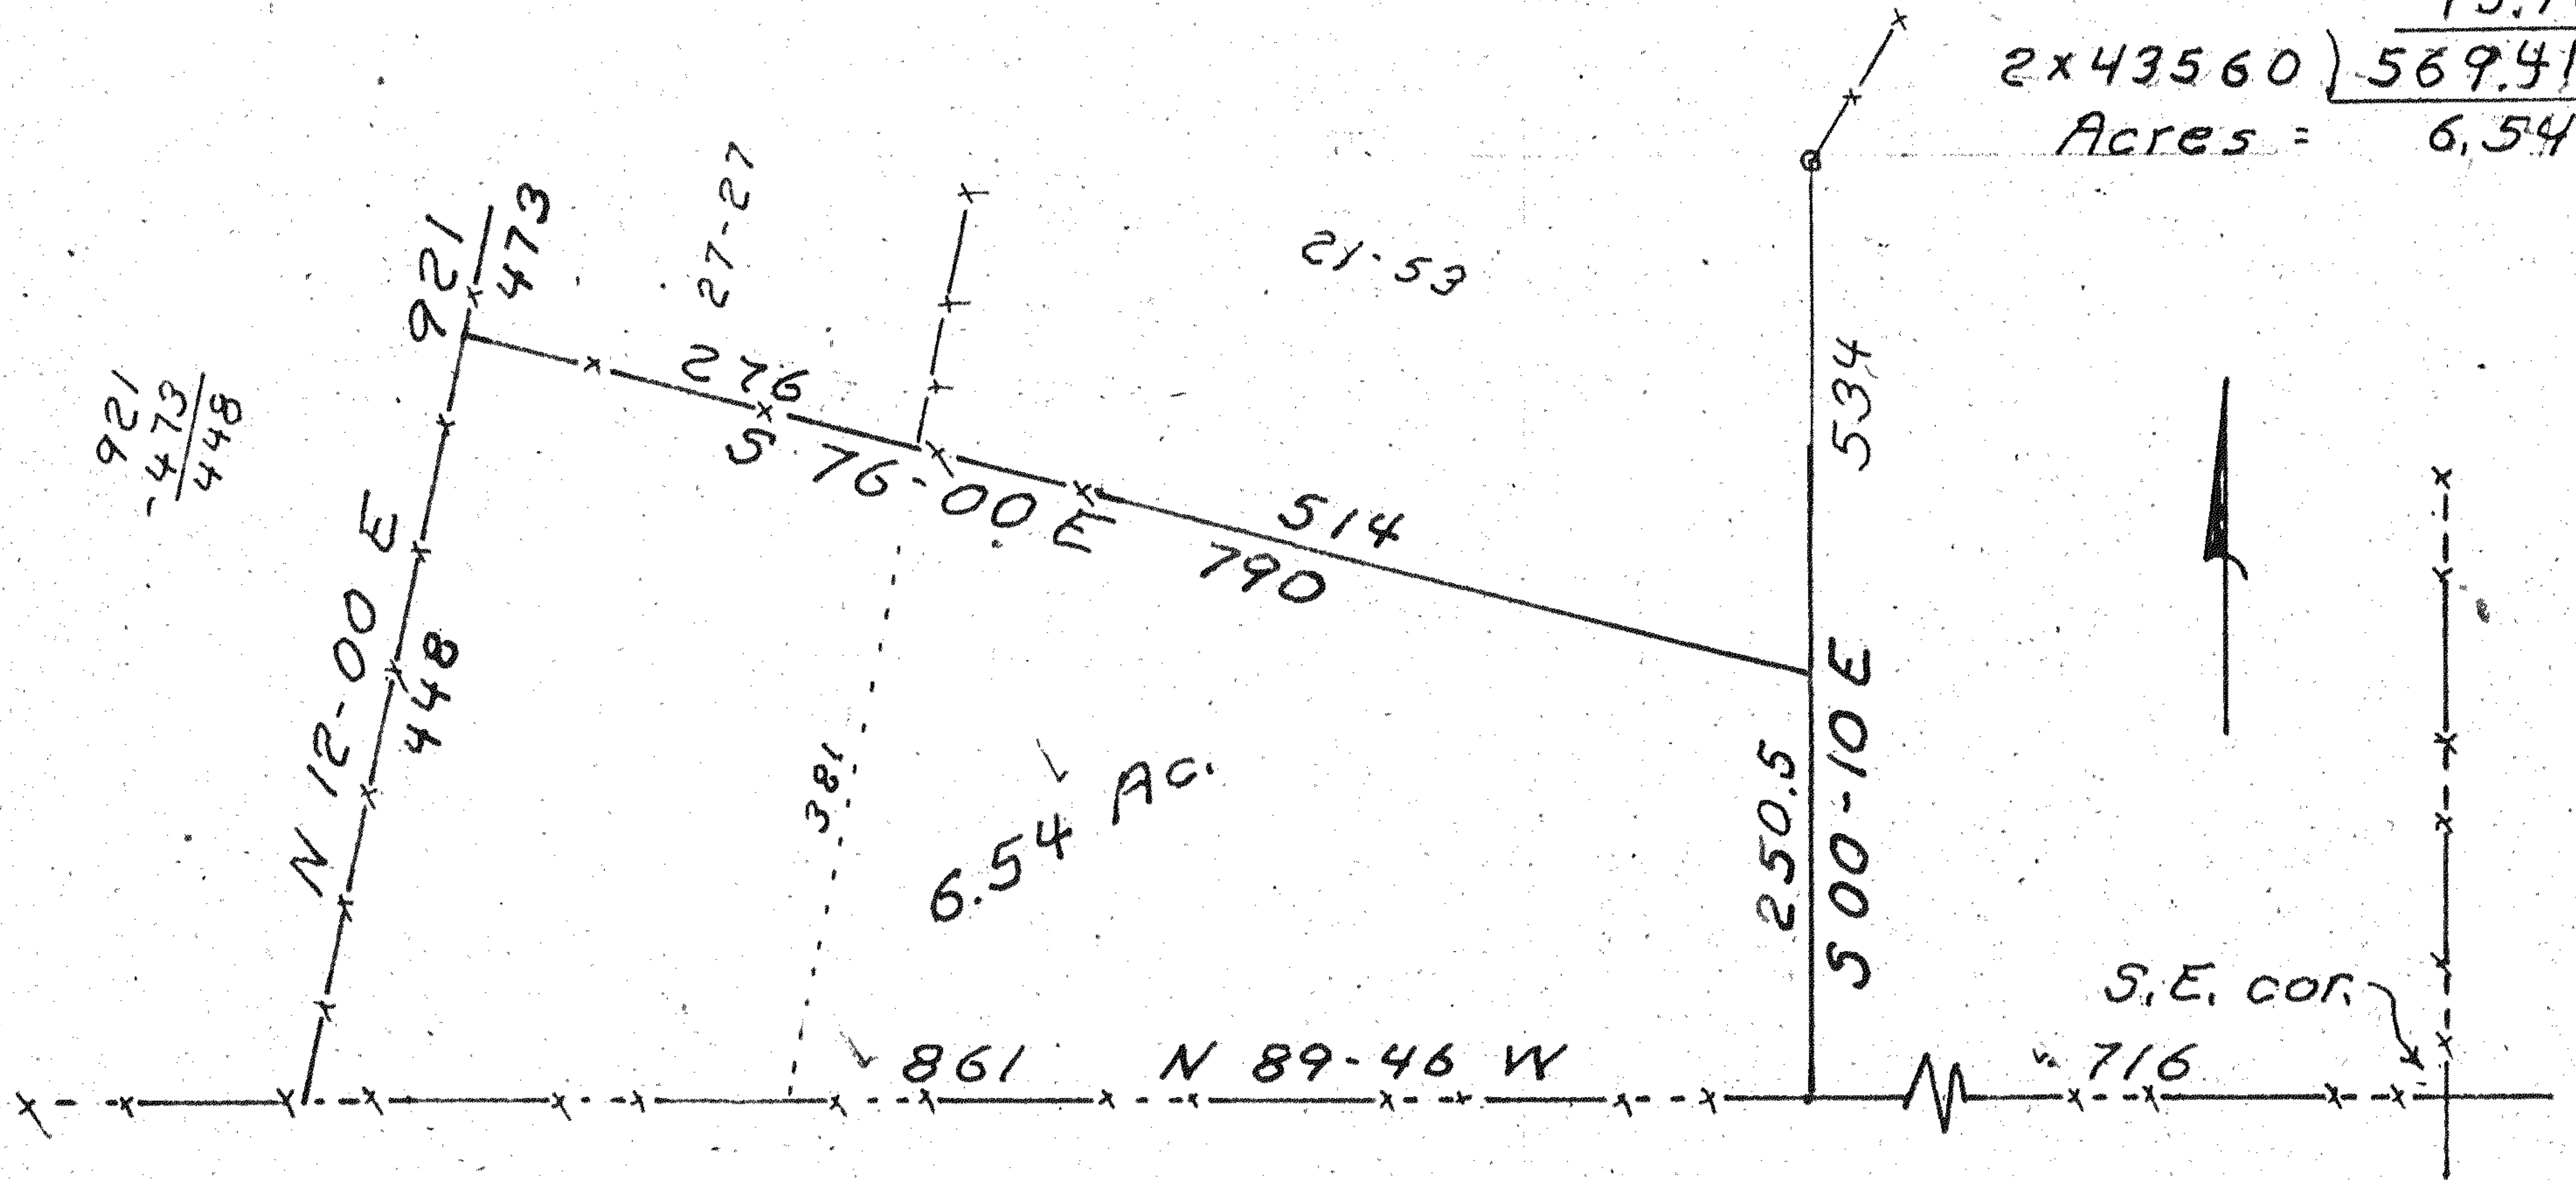 2x43560 ) 569.41
Acres = 6.54
921
473
27-27
21-53
921
-473
448
276
S 76-00 E
514
790
534
N 12-00 E
448
381
6.54 Ac.
250.5
S 00-10 E
S.E. cor.
861 N 89-46 W
716